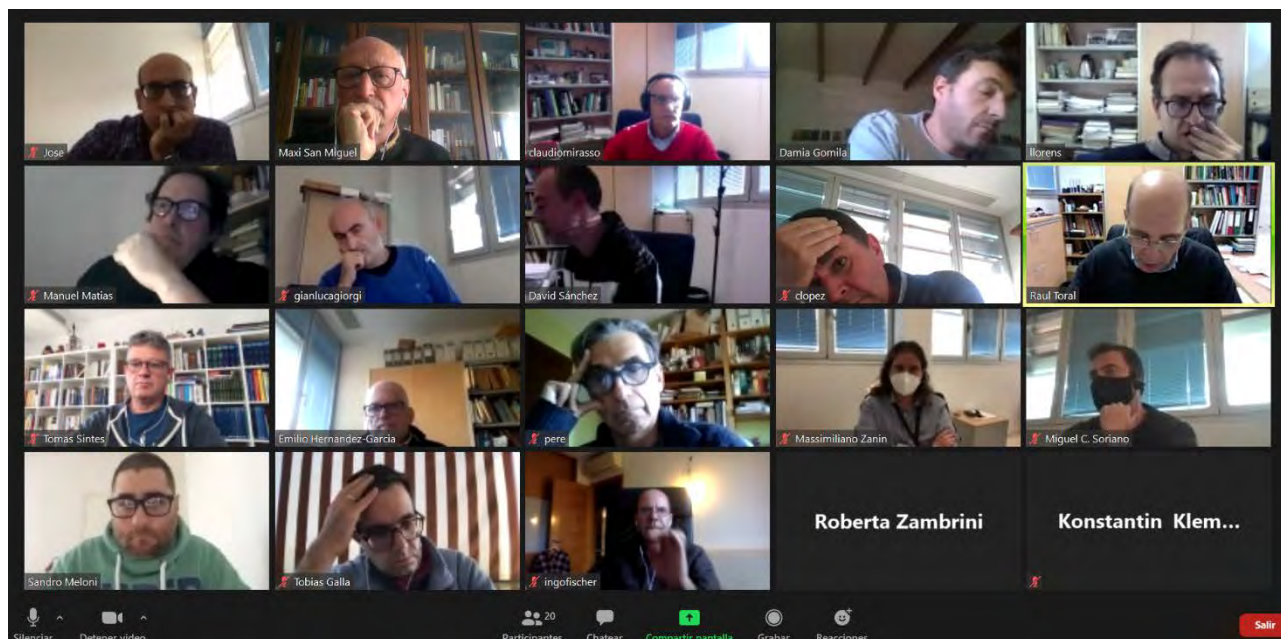 Jose
Maxi San Miguel
claudiomirasso
Damia Gomila
llorens
Manuel Matias
gianlucagiorgi
David Sánchez
clopez
Raul Toral
Tomas Sintes
Emilio Hernandez-Garcia
pere
Massimiliano Zanin
Miguel C. Soriano
Sandro Meloni
Tobias Galla
ingofischer
Roberta Zambrini
Konstantin Klem...
20
Silenciar
Detener video
Participantes
Chatear
Compartir pantalla
Grabar
Reacciones
Salir